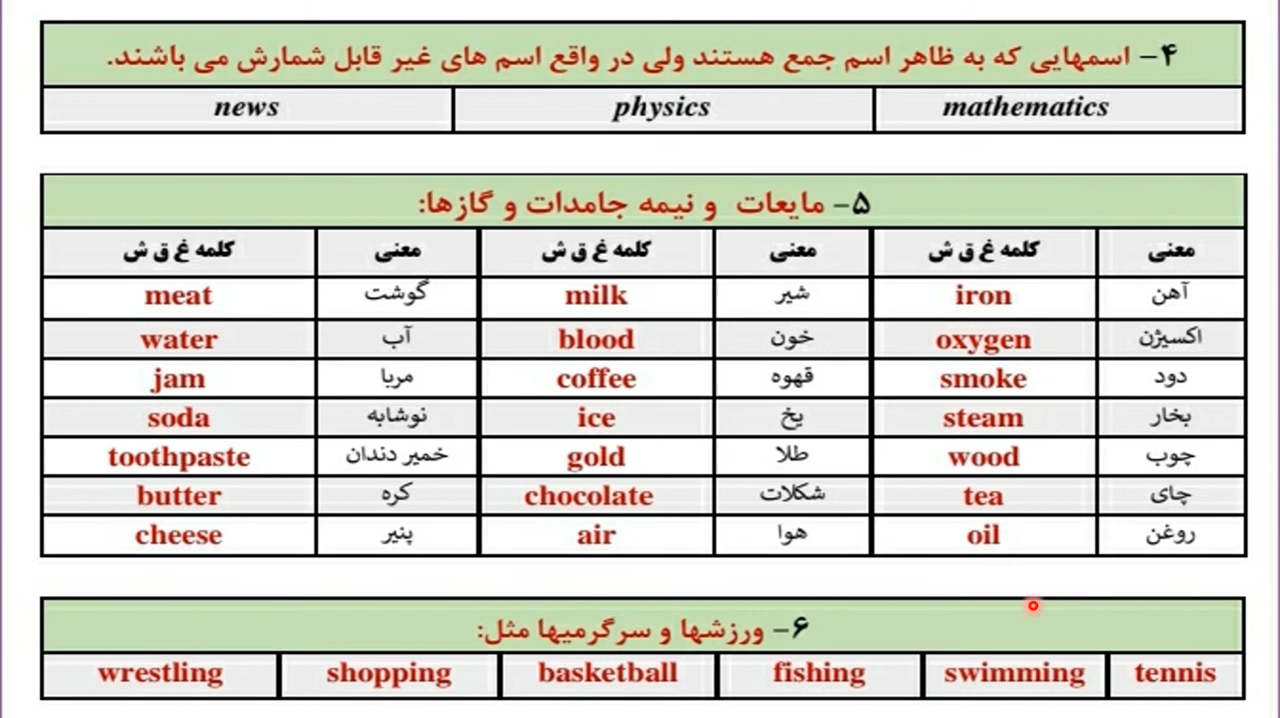 ۴- اسمهایی که به ظاهر اسم جمع هستند ولی در واقع اسم های غیر قابل شمارش می باشند.
news physics mathematics
۵- مایعات و نیمه جامدات و گازها:
کلمه غ ق ش معنی کلمه غ ق ش معنی کلمه غ ق ش معنی
meat گوشت milk شیر iron آهن
water آب blood خون oxygen اکسیژن
jam مربا coffee قهوه smoke دود
soda نوشابه ice یخ steam بخار
toothpaste خمیر دندان gold طلا wood چوب
butter کره chocolate شکلات tea چای
cheese پنیر air هوا oil روغن
۶- ورزشها و سرگرمیها مثل:
wrestling shopping basketball fishing swimming tennis